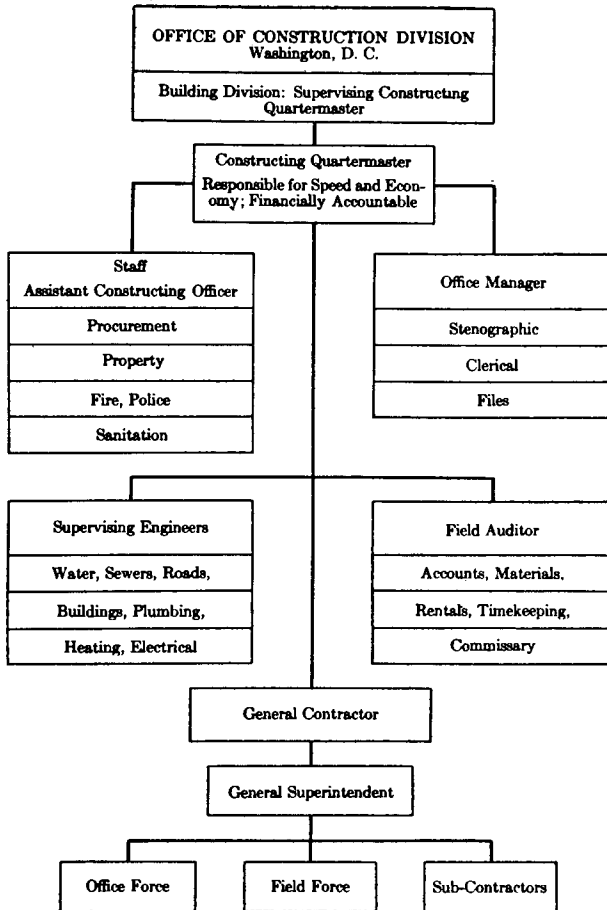 OFFICE OF CONSTRUCTION DIVISION
Washington, D. C.
Building Division: Supervising Constructing
Quartermaster
Constructing Quartermaster
Responsible for Speed and Econ-
omy; Financially Accountable
Staff
Assistant Constructing Officer
Procurement
Property
Fire, Police
Sanitation
Office Manager
Stenographic
Clerical
Files
Supervising Engineers
Water, Sewers, Roads,
Buildings, Plumbing,
Heating, Electrical
Field Auditor
Accounts, Materials,
Rentals, Timekeeping,
Commissary
General Contractor
General Superintendent
Office Force
Field Force
Sub-Contractors